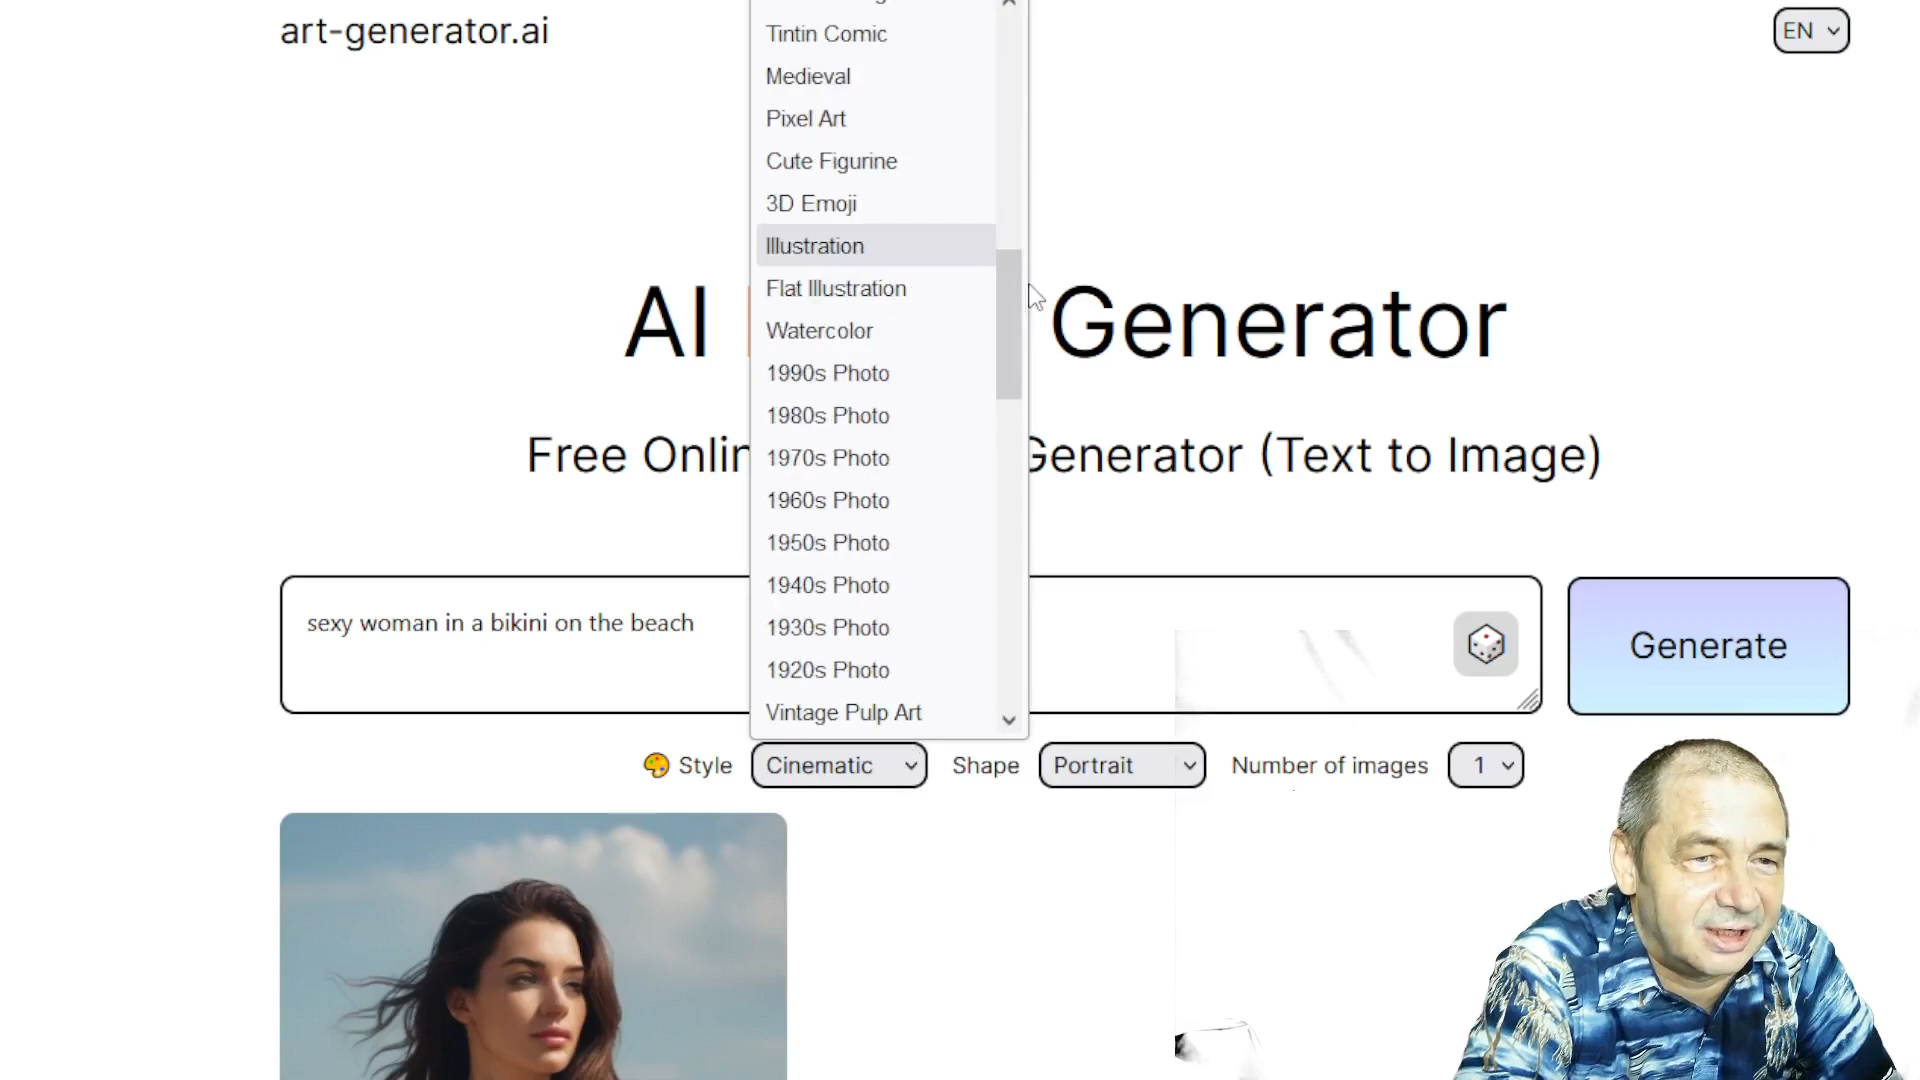 art-generator.ai
EN
Tintin Comic
Medieval
Pixel Art
Cute Figurine
3D Emoji
Illustration
Flat Illustration
Watercolor
1990s Photo
1980s Photo
1970s Photo
1960s Photo
1950s Photo
1940s Photo
1930s Photo
1920s Photo
Vintage Pulp Art
AI Generator
Free Generator (Text to Image)
sexy woman in a bikini on the beach
Generate
Style Cinematic Shape Portrait Number of images 1